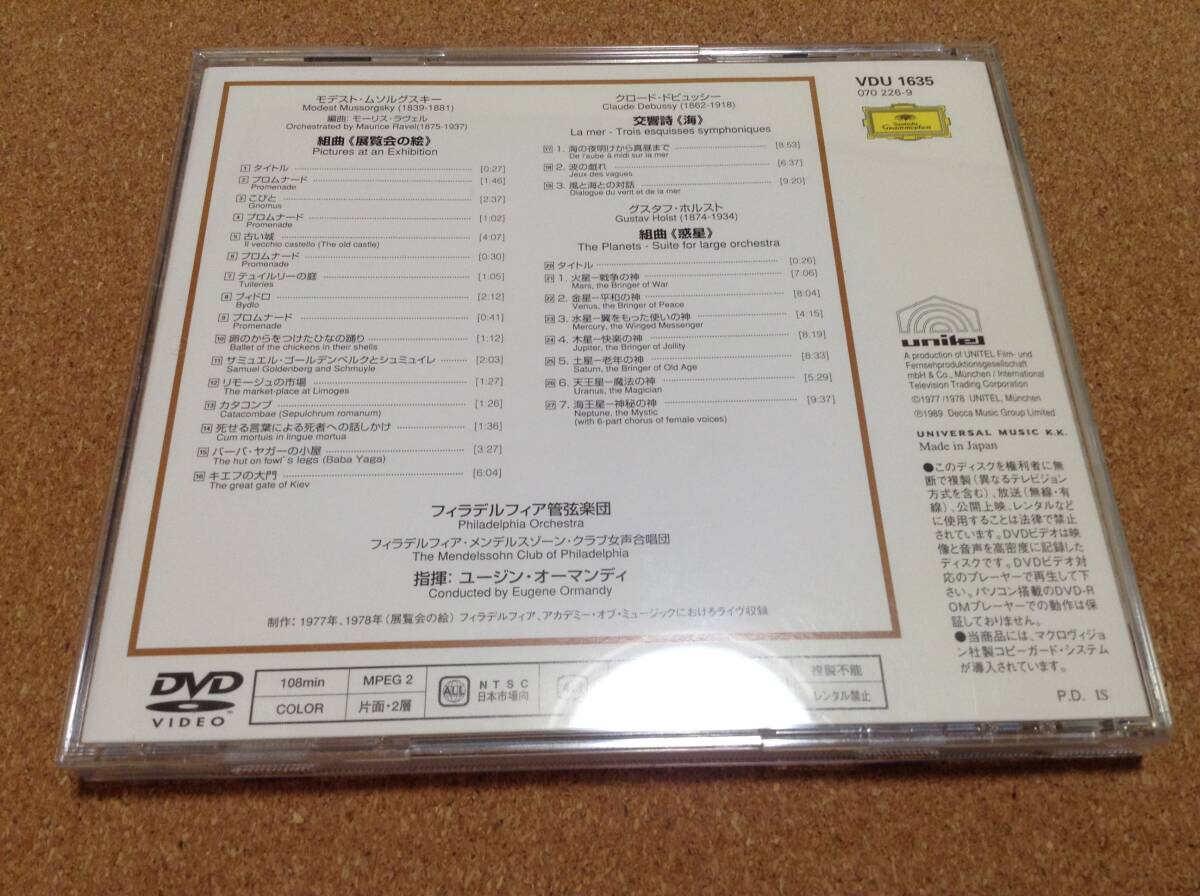 モデスト・ムソルグスキー
Modest Mussorgsky (1839-1881)
編曲: モーリス・ラヴェル
Orchestrated by Maurice Ravel(1875-1937)
組曲《展覧会の絵》
Pictures at an Exhibition
1 タイトル [0:27]
2 プロムナード [1:46]
Promenade
3 こびと [2:37]
Gnomus
4 プロムナード [1:02]
Promenade
5 古い城 [4:07]
Il vecchio castello (The old castle)
6 プロムナード [0:30]
Promenade
7 テュイルリーの庭 [1:05]
Tuileries
8 ブィドロ [2:12]
Bydlo
9 プロムナード [0:41]
Promenade
10 卵のからをつけたひなの踊り [1:12]
Ballet of the chickens in their shells
11 サミュエル・ゴールデンベルクとシュミュイレ [2:03]
Samuel Goldenberg and Schmuyle
12 リモージュの市場 [1:27]
The market-place at Limoges
13 カタコンブ [1:26]
Catacombae (Sepulchrum romanum)
14 死せる言葉による死者への話しかけ [1:36]
Cum mortuis in lingue mortua
15 バーバ・ヤガーの小屋 [3:27]
The hut on fowl's legs (Baba Yaga)
16 キエフの大門 [6:04]
The great gate of Kiev
クロード・ドビュッシー
Claude Debussy (1862-1918)
交響詩《海》
La mer - Trois esquisses symphoniques
17 1. 海の夜明けから真昼まで [8:53]
De l'aube à midi sur la mer
18 2. 波の戯れ [6:37]
Jeux des vagues
19 3. 風と海との対話 [9:20]
Dialogue du vent et de la mer
グスタフ・ホルスト
Gustav Holst (1874-1934)
組曲《惑星》
The Planets - Suite for large orchestra
20 タイトル [0:26]
21 1. 火星－戦争の神 [7:06]
Mars, the Bringer of War
22 2. 金星－平和の神 [8:04]
Venus, the Bringer of Peace
23 3. 水星－翼をもった使いの神 [4:15]
Mercury, the Winged Messenger
24 4. 木星－快楽の神 [8:19]
Jupiter, the Bringer of Jollity
25 5. 土星－老年の神 [8:33]
Saturn, the Bringer of Old Age
26 6. 天王星－魔法の神 [5:29]
Uranus, the Magician
27 7. 海王星－神秘の神 [9:37]
Neptune, the Mystic
(with 6-part chorus of female voices)
フィラデルフィア管弦楽団
Philadelphia Orchestra
フィラデルフィア・メンデルスゾーン・クラブ女声合唱団
The Mendelssohn Club of Philadelphia
指揮: ユージン・オーマンディ
Conducted by Eugene Ormandy
制作: 1977年、1978年(展覧会の絵) フィラデルフィア、アカデミー・オブ・ミュージックにおけるライヴ収録
VDU 1635
070 226-9
Deutsche
Grammophon
unitel
A production of UNITEL Film- und
Fernsehproduktionsgesellschaft
mbH & Co., München / International
Television Trading Corporation
©1977/1978 UNITEL, München
℗1989 Decca Music Group Limited
UNIVERSAL MUSIC K.K.
Made in Japan
●このディスクを権利者に無
断で複製(異なるテレビジョン
方式を含む)、放送(無線・有
線)、公開上映、レンタルなど
に使用することは法律で禁止
されています。DVDビデオは映
像と音声を高密度に記録した
ディスクです。DVDビデオ対
応のプレーヤーで再生して下
さい。パソコン搭載のDVD-R
OMプレーヤーでの動作は保
証しておりません。
●当商品には、マクロヴィジョ
ン社製コピーガード・システム
が導入されています。
P.D. IS
DVD
VIDEO™
108min
MPEG 2
COLOR
片面・2層
ALL
NTSC
日本市場向
4:3
複製不能
レンタル禁止